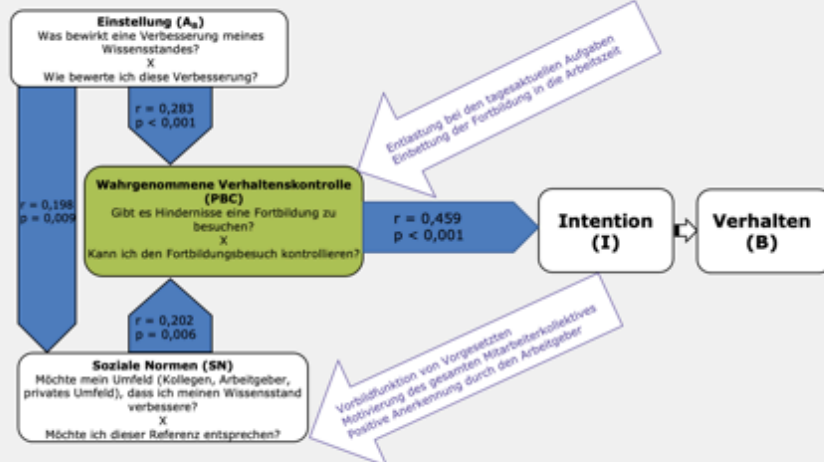 Einstellung (Aₐ)
Was bewirkt eine Verbesserung meines
Wissensstandes?
X
Wie bewerte ich diese Verbesserung?
r = 0,283
p < 0,001
Entlastung bei den tagesaktuellen Aufgaben
Einbettung der Fortbildung in die Arbeitszeit
r = 0,198
p = 0,009
Wahrgenommene Verhaltenskontrolle
(PBC)
Gibt es Hindernisse eine Fortbildung zu
besuchen?
X
Kann ich den Fortbildungsbesuch kontrollieren?
r = 0,459
p < 0,001
Intention
(I)
Verhalten
(B)
r = 0,202
p = 0,006
Soziale Normen (SN)
Möchte mein Umfeld (Kollegen, Arbeitgeber,
privates Umfeld), dass ich meinen Wissensstand
verbessere?
X
Möchte ich dieser Referenz entsprechen?
Vorbildfunktion von Vorgesetzten
Motivierung des gesamten Mitarbeiterkollektives
Positive Anerkennung durch den Arbeitgeber